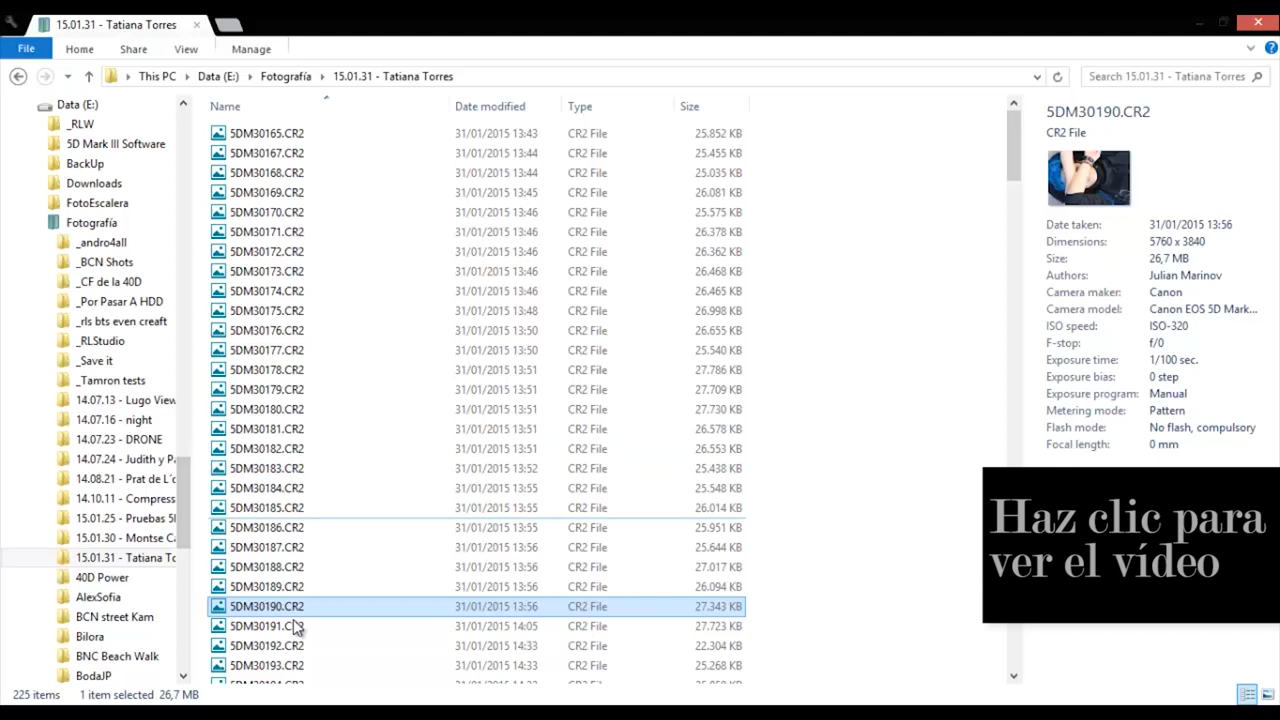 15.01.31 - Tatiana Torres
File Home Share View Manage
This PC Data (E:) Fotografía 15.01.31 - Tatiana Torres Search 15.01.31 - Tatiana Torres
Data (E:)
_RLW
5D Mark III Software
BackUp
Downloads
FotoEscalera
Fotografía
_andro4all
_BCN Shots
_CF de la 40D
_Por Pasar A HDD
_rls bts even creaft
_RLStudio
_Save it
_Tamron tests
14.07.13 - Lugo View
14.07.16 - night
14.07.23 - DRONE
14.07.24 - Judith y P
14.08.21 - Prat de L´
14.10.11 - Compress
15.01.25 - Pruebas 5
15.01.30 - Montse C
15.01.31 - Tatiana To
40D Power
AlexSofia
BCN street Kam
Bilora
BNC Beach Walk
BodaJP
Name Date modified Type Size
5DM30165.CR2 31/01/2015 13:43 CR2 File 25.852 KB
5DM30167.CR2 31/01/2015 13:44 CR2 File 25.455 KB
5DM30168.CR2 31/01/2015 13:44 CR2 File 25.035 KB
5DM30169.CR2 31/01/2015 13:45 CR2 File 26.081 KB
5DM30170.CR2 31/01/2015 13:46 CR2 File 25.575 KB
5DM30171.CR2 31/01/2015 13:46 CR2 File 26.378 KB
5DM30172.CR2 31/01/2015 13:46 CR2 File 26.362 KB
5DM30173.CR2 31/01/2015 13:46 CR2 File 26.468 KB
5DM30174.CR2 31/01/2015 13:46 CR2 File 26.465 KB
5DM30175.CR2 31/01/2015 13:48 CR2 File 26.998 KB
5DM30176.CR2 31/01/2015 13:50 CR2 File 26.655 KB
5DM30177.CR2 31/01/2015 13:50 CR2 File 25.540 KB
5DM30178.CR2 31/01/2015 13:51 CR2 File 27.786 KB
5DM30179.CR2 31/01/2015 13:51 CR2 File 27.709 KB
5DM30180.CR2 31/01/2015 13:51 CR2 File 27.730 KB
5DM30181.CR2 31/01/2015 13:51 CR2 File 26.578 KB
5DM30182.CR2 31/01/2015 13:51 CR2 File 26.553 KB
5DM30183.CR2 31/01/2015 13:52 CR2 File 25.438 KB
5DM30184.CR2 31/01/2015 13:55 CR2 File 25.548 KB
5DM30185.CR2 31/01/2015 13:55 CR2 File 26.014 KB
5DM30186.CR2 31/01/2015 13:55 CR2 File 25.951 KB
5DM30187.CR2 31/01/2015 13:56 CR2 File 25.644 KB
5DM30188.CR2 31/01/2015 13:56 CR2 File 27.017 KB
5DM30189.CR2 31/01/2015 13:56 CR2 File 26.094 KB
5DM30190.CR2 31/01/2015 13:56 CR2 File 27.343 KB
5DM30191.CR2 31/01/2015 14:05 CR2 File 27.723 KB
5DM30192.CR2 31/01/2015 14:33 CR2 File 22.304 KB
5DM30193.CR2 31/01/2015 14:33 CR2 File 25.268 KB
5DM30190.CR2
CR2 File
Date taken: 31/01/2015 13:56
Dimensions: 5760 x 3840
Size: 26,7 MB
Authors: Julian Marinov
Camera maker: Canon
Camera model: Canon EOS 5D Mark...
ISO speed: ISO-320
F-stop: f/0
Exposure time: 1/100 sec.
Exposure bias: 0 step
Exposure program: Manual
Metering mode: Pattern
Flash mode: No flash, compulsory
Focal length: 0 mm
Haz clic para
ver el vídeo
225 items 1 item selected 26,7 MB